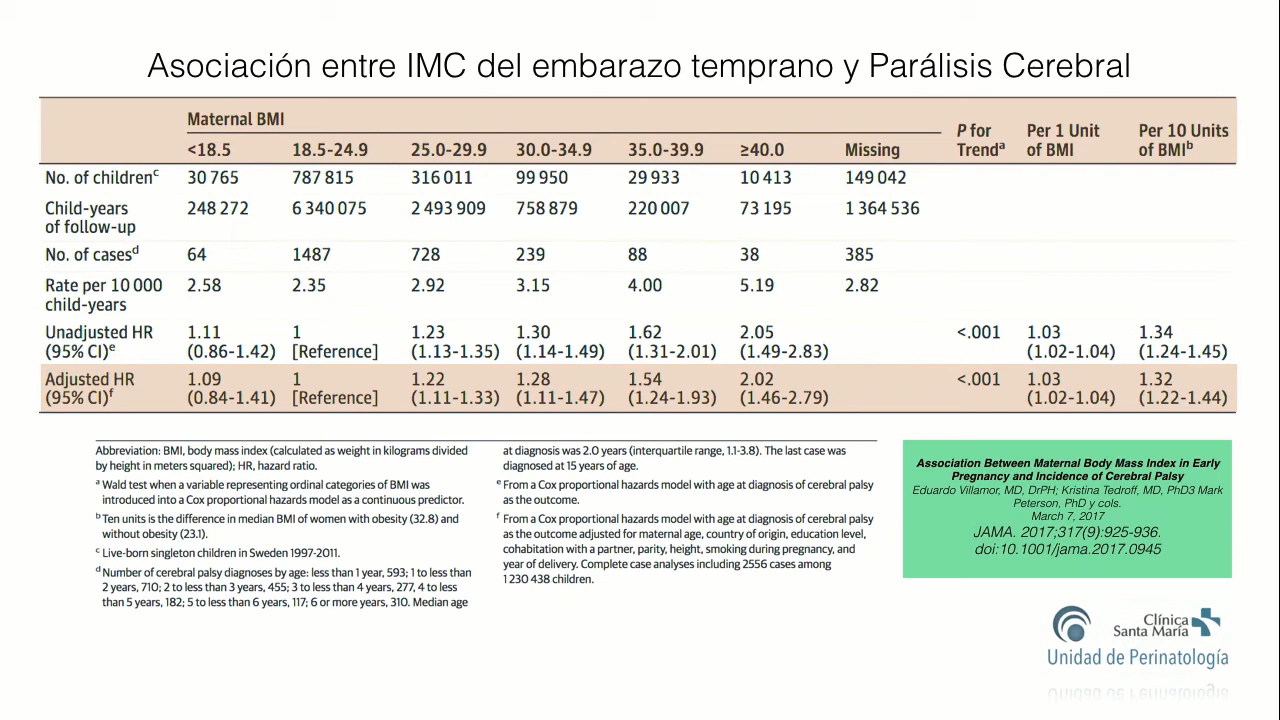 Asociación entre IMC del embarazo temprano y Parálisis Cerebral
Maternal BMI
<18.5 18.5-24.9 25.0-29.9 30.0-34.9 35.0-39.9 ≥40.0 Missing P for Trendᵃ Per 1 Unit of BMI Per 10 Units of BMIᵇ
No. of childrenᶜ 30 765 787 815 316 011 99 950 29 933 10 413 149 042
Child-years of follow-up 248 272 6 340 075 2 493 909 758 879 220 007 73 195 1 364 536
No. of casesᵈ 64 1487 728 239 88 38 385
Rate per 10 000 child-years 2.58 2.35 2.92 3.15 4.00 5.19 2.82
Unadjusted HR 1.11 1 1.23 1.30 1.62 2.05 <.001 1.03 1.34
(95% CI)ᵉ (0.86-1.42) [Reference] (1.13-1.35) (1.14-1.49) (1.31-2.01) (1.49-2.83) (1.02-1.04) (1.24-1.45)
Adjusted HR 1.09 1 1.22 1.28 1.54 2.02 <.001 1.03 1.32
(95% CI)ᶠ (0.84-1.41) [Reference] (1.11-1.33) (1.11-1.47) (1.24-1.93) (1.46-2.79) (1.02-1.04) (1.22-1.44)
Abbreviation: BMI, body mass index (calculated as weight in kilograms divided
by height in meters squared); HR, hazard ratio.
ᵃ Wald test when a variable representing ordinal categories of BMI was
introduced into a Cox proportional hazards model as a continuous predictor.
ᵇ Ten units is the difference in median BMI of women with obesity (32.8) and
without obesity (23.1).
ᶜ Live-born singleton children in Sweden 1997-2011.
ᵈ Number of cerebral palsy diagnoses by age: less than 1 year, 593; 1 to less than
2 years, 710; 2 to less than 3 years, 455; 3 to less than 4 years, 277, 4 to less
than 5 years, 182; 5 to less than 6 years, 117; 6 or more years, 310. Median age
at diagnosis was 2.0 years (interquartile range, 1.1-3.8). The last case was
diagnosed at 15 years of age.
ᵉ From a Cox proportional hazards model with age at diagnosis of cerebral palsy
as the outcome.
ᶠ From a Cox proportional hazards model with age at diagnosis of cerebral palsy
as the outcome adjusted for maternal age, country of origin, education level,
cohabitation with a partner, parity, height, smoking during pregnancy, and
year of delivery. Complete case analyses including 2556 cases among
1 230 438 children.
Association Between Maternal Body Mass Index in Early
Pregnancy and Incidence of Cerebral Palsy
Eduardo Villamor, MD, DrPH; Kristina Tedroff, MD, PhD3 Mark
Peterson, PhD y cols.
March 7, 2017
JAMA. 2017;317(9):925-936.
doi:10.1001/jama.2017.0945
Clínica
Santa María
Unidad de Perinatología